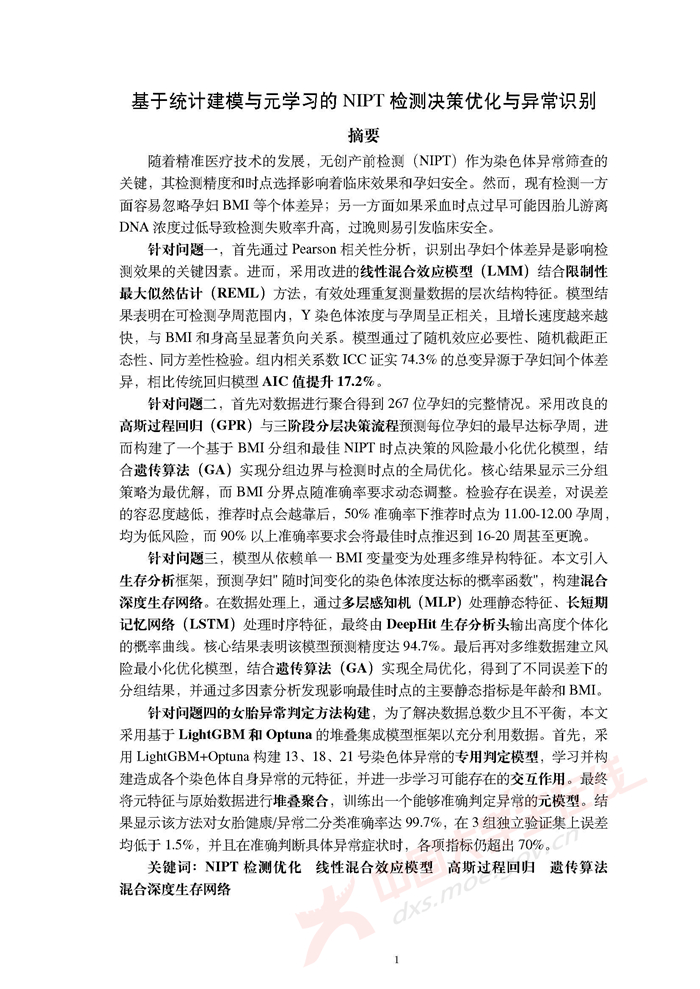 基于统计建模与元学习的 NIPT 检测决策优化与异常识别
摘要
随着精准医疗技术的发展，无创产前检测（NIPT）作为染色体异常筛查的
关键，其检测精度和时点选择影响着临床效果和孕妇安全。然而，现有检测一方
面容易忽略孕妇 BMI 等个体差异；另一方面如果采血时点过早可能因胎儿游离
DNA 浓度过低导致检测失败率升高，过晚则易引发临床安全。
针对问题一，首先通过 Pearson 相关性分析，识别出孕妇个体差异是影响检
测效果的关键因素。进而，采用改进的线性混合效应模型（LMM）结合限制性
最大似然估计（REML）方法，有效处理重复测量数据的层次结构特征。模型结
果表明在可检测孕周范围内，Y 染色体浓度与孕周呈正相关，且增长速度越来越
快，与 BMI 和身高呈显著负向关系。模型通过了随机效应必要性、随机截距正
态性、同方差性检验。组内相关系数 ICC 证实 74.3% 的总变异源于孕妇间个体差
异，相比传统回归模型 AIC 值提升 17.2%。
针对问题二，首先对数据进行聚合得到 267 位孕妇的完整情况。采用改良的
高斯过程回归（GPR）与三阶段分层决策流程预测每位孕妇的最早达标孕周，进
而构建了一个基于 BMI 分组和最佳 NIPT 时点决策的风险最小化优化模型，结
合遗传算法（GA）实现分组边界与检测时点的全局优化。核心结果显示三分组
策略为最优解，而 BMI 分界点随准确率要求动态调整。检验存在误差，对误差
的容忍度越低，推荐时点会越靠后，50% 准确率下推荐时点为 11.00-12.00 孕周，
均为低风险，而 90% 以上准确率要求会将最佳时点推迟到 16-20 周甚至更晚。
针对问题三，模型从依赖单一 BMI 变量变为处理多维异构特征。本文引入
生存分析框架，预测孕妇" 随时间变化的染色体浓度达标的概率函数"，构建混合
深度生存网络。在数据处理上，通过多层感知机（MLP）处理静态特征、长短期
记忆网络（LSTM）处理时序特征，最终由 DeepHit 生存分析头输出高度个体化
的概率曲线。核心结果表明该模型预测精度达 94.7%。最后再对多维数据建立风
险最小化优化模型，结合遗传算法（GA）实现全局优化，得到了不同误差下的
分组结果，并通过多因素分析发现影响最佳时点的主要静态指标是年龄和 BMI。
针对问题四的女胎异常判定方法构建，为了解决数据总数少且不平衡，本文
采用基于 LightGBM 和 Optuna 的堆叠集成模型框架以充分利用数据。首先，采
用 LightGBM+Optuna 构建 13、18、21 号染色体异常的专用判定模型，学习并构
建造成各个染色体自身异常的元特征，并进一步学习可能存在的交互作用。最终
将元特征与原始数据进行堆叠聚合，训练出一个能够准确判定异常的元模型。结
果显示该方法对女胎健康/异常二分类准确率达 99.7%，在 3 组独立验证集上误差
均低于 1.5%，并且在准确判断具体异常症状时，各项指标仍超出 70%。
关键词：NIPT 检测优化 线性混合效应模型 高斯过程回归 遗传算法
混合深度生存网络
中国大学生在线
dxs.moe.gov.cn
1